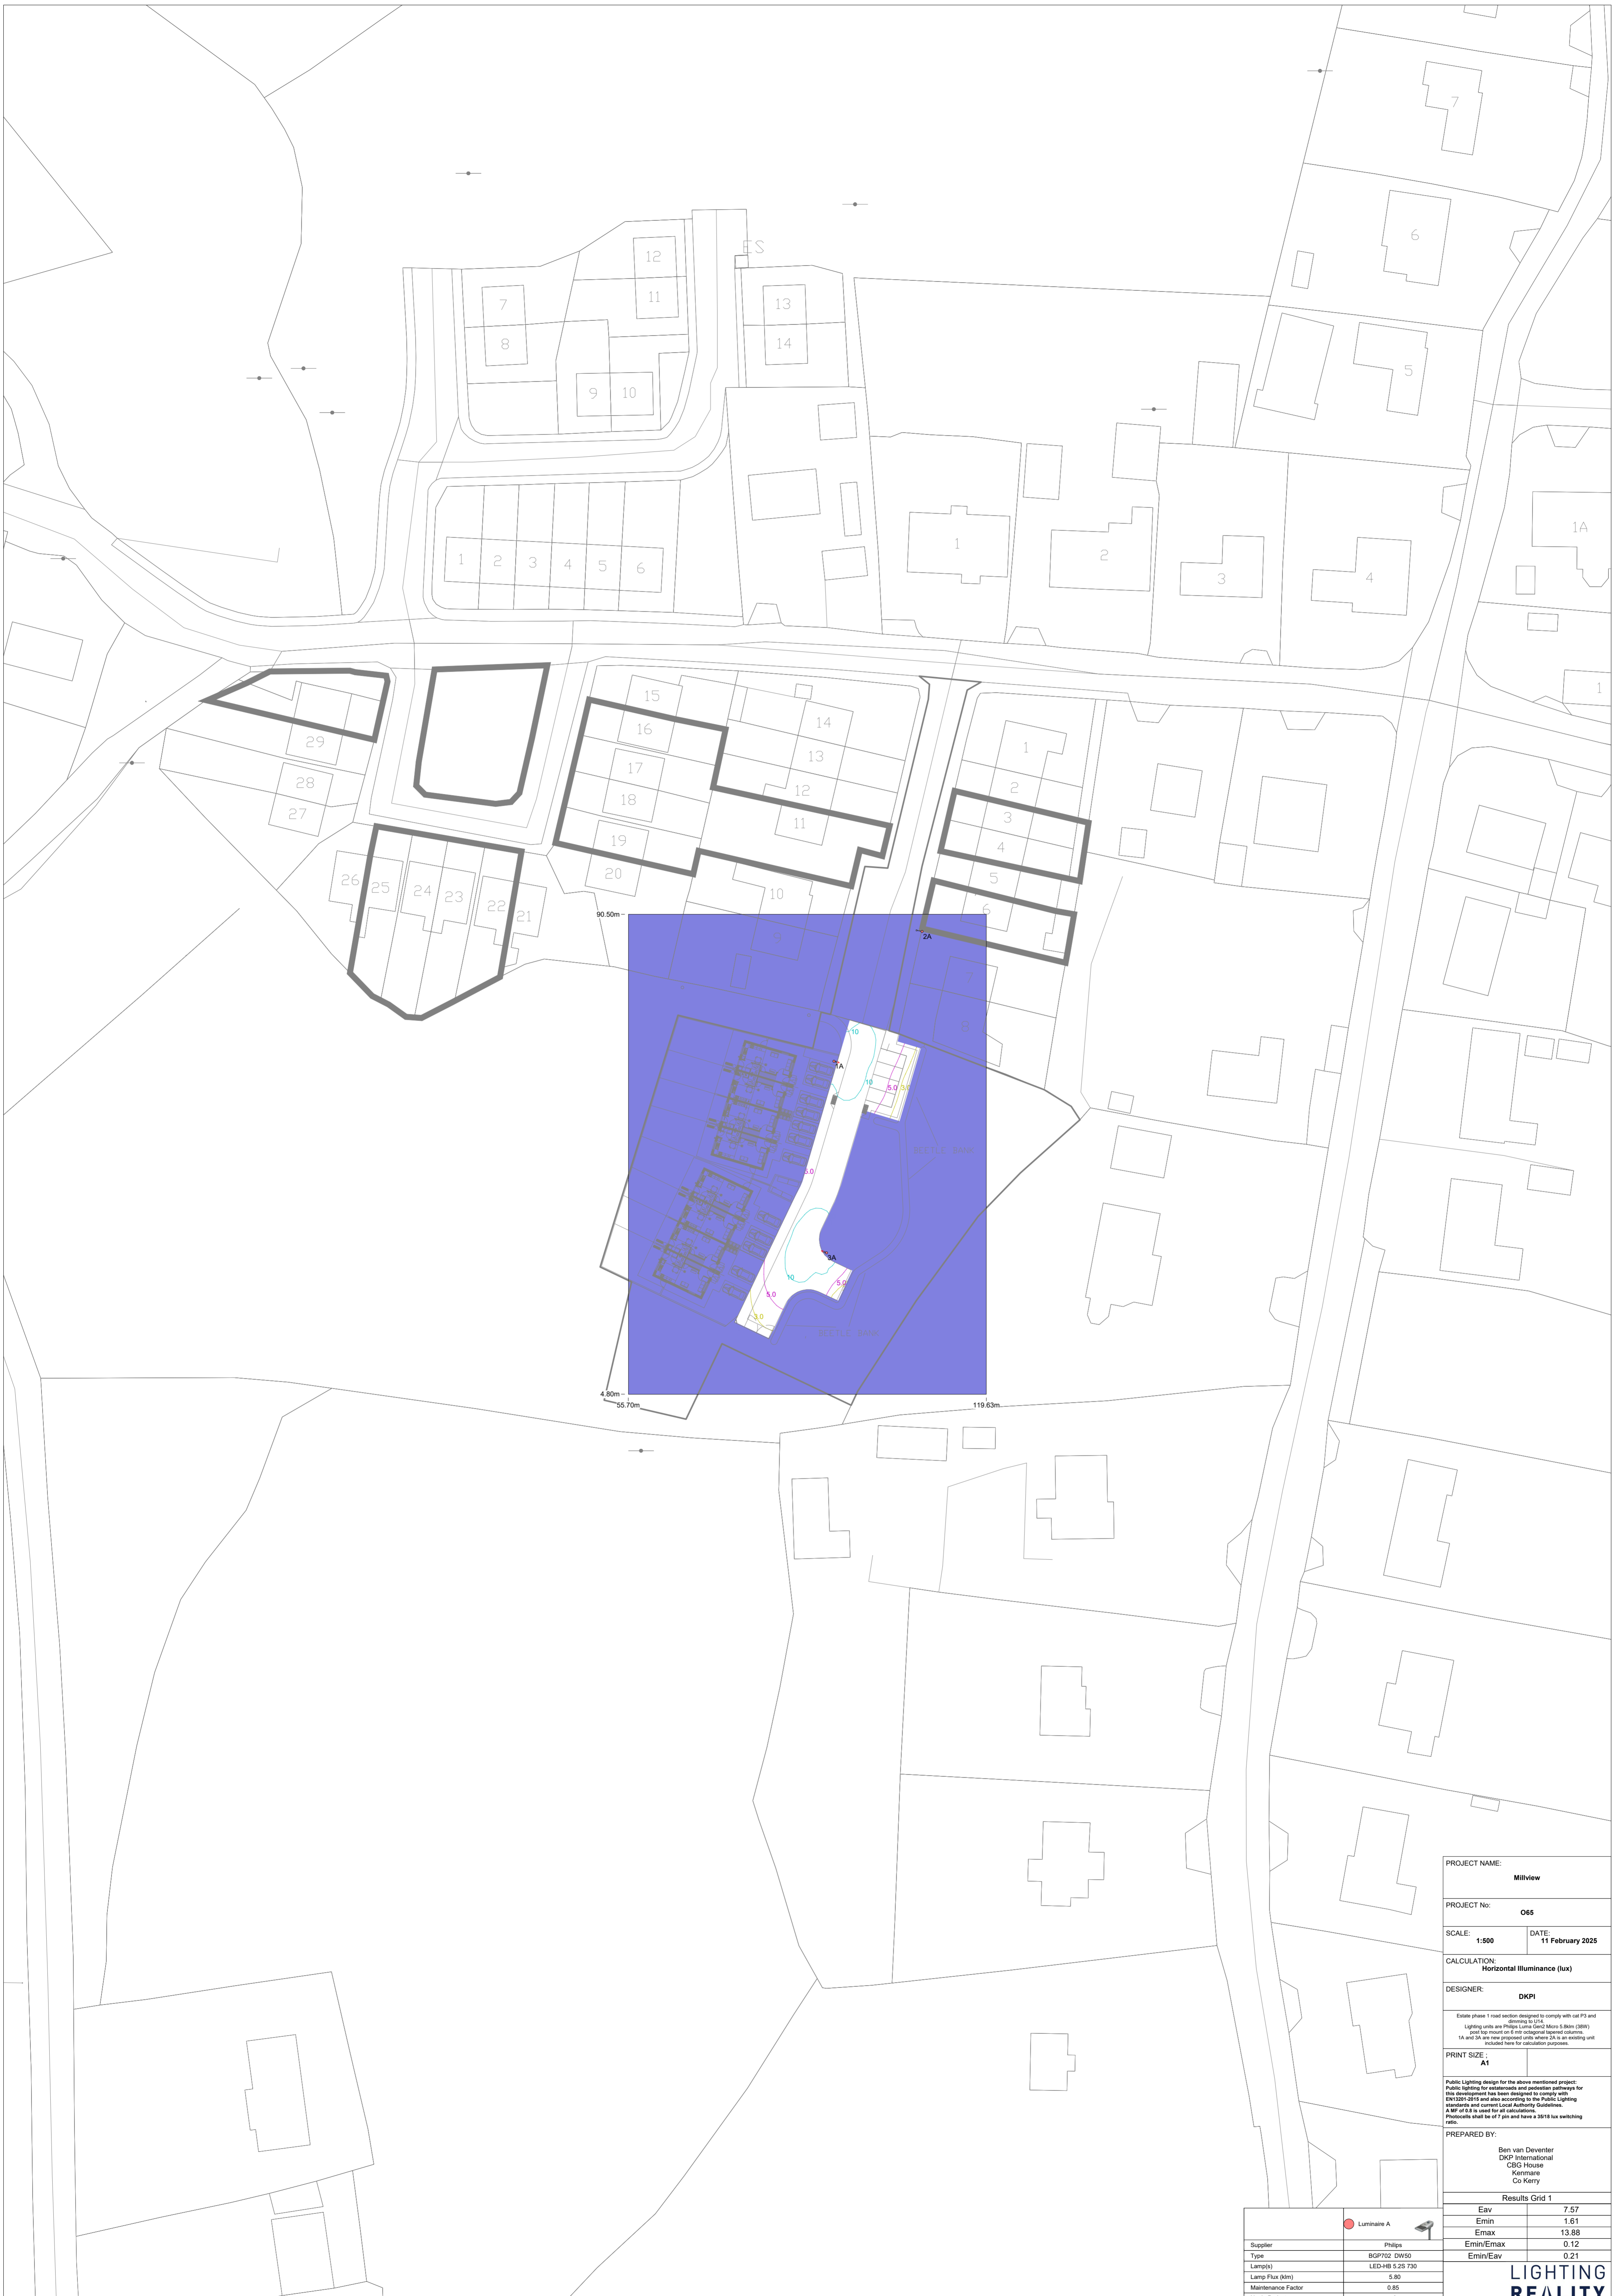 7
6
ES
12
11
7
13
8
14
5
9
10
1A
1
2
3
4
5
6
1
2
3
4
1
15
16
14
1
13
29
17
2
28
12
18
3
27
11
19
4
20
5
26
25
24
23
10
22
21
6
90.50m
2A
10
1A
10
5.0
5.0
3A
10
5.0
5.0
3.0
4.80m
55.70m
119.63m
PROJECT NAME:
Millview
PROJECT No:
O65
SCALE:
1:500
DATE:
11 February 2025
CALCULATION:
Horizontal Illuminance (lux)
DESIGNER:
DKPI
Estate phase 1 road section designed to comply with cat P3 and
dimming to U14.
Lighting units are Philips Luma Gen2 Micro 5.8klm (38W)
post top mount on 6 mtr octagonal tapered columns.
1A and 3A are new proposed units where 2A is an existing unit
included here for calculation purposes.
PRINT SIZE ;
A1
Public Lighting design for the above mentioned project:
Public lighting for estateroads and pedestian pathways for
this development has been designed to comply with
EN13201-2015 and also according to the Public Lighting
standards and current Local Authority Guidelines.
A MF of 0.8 is used for all calculations.
Photocells shall be of 7 pin and have a 35/18 lux switching
ratio.
PREPARED BY:
Ben van Deventer
DKP International
CBG House
Kenmare
Co Kerry
Results Grid 1
Eav 7.57
Emin 1.61
Emax 13.88
Emin/Emax 0.12
Emin/Eav 0.21
Luminaire A
Supplier Philips
Type BGP702 DW50
Lamp(s) LED-HB 5.2S 730
Lamp Flux (klm) 5.80
Maintenance Factor 0.85
LIGHTING
REALITY